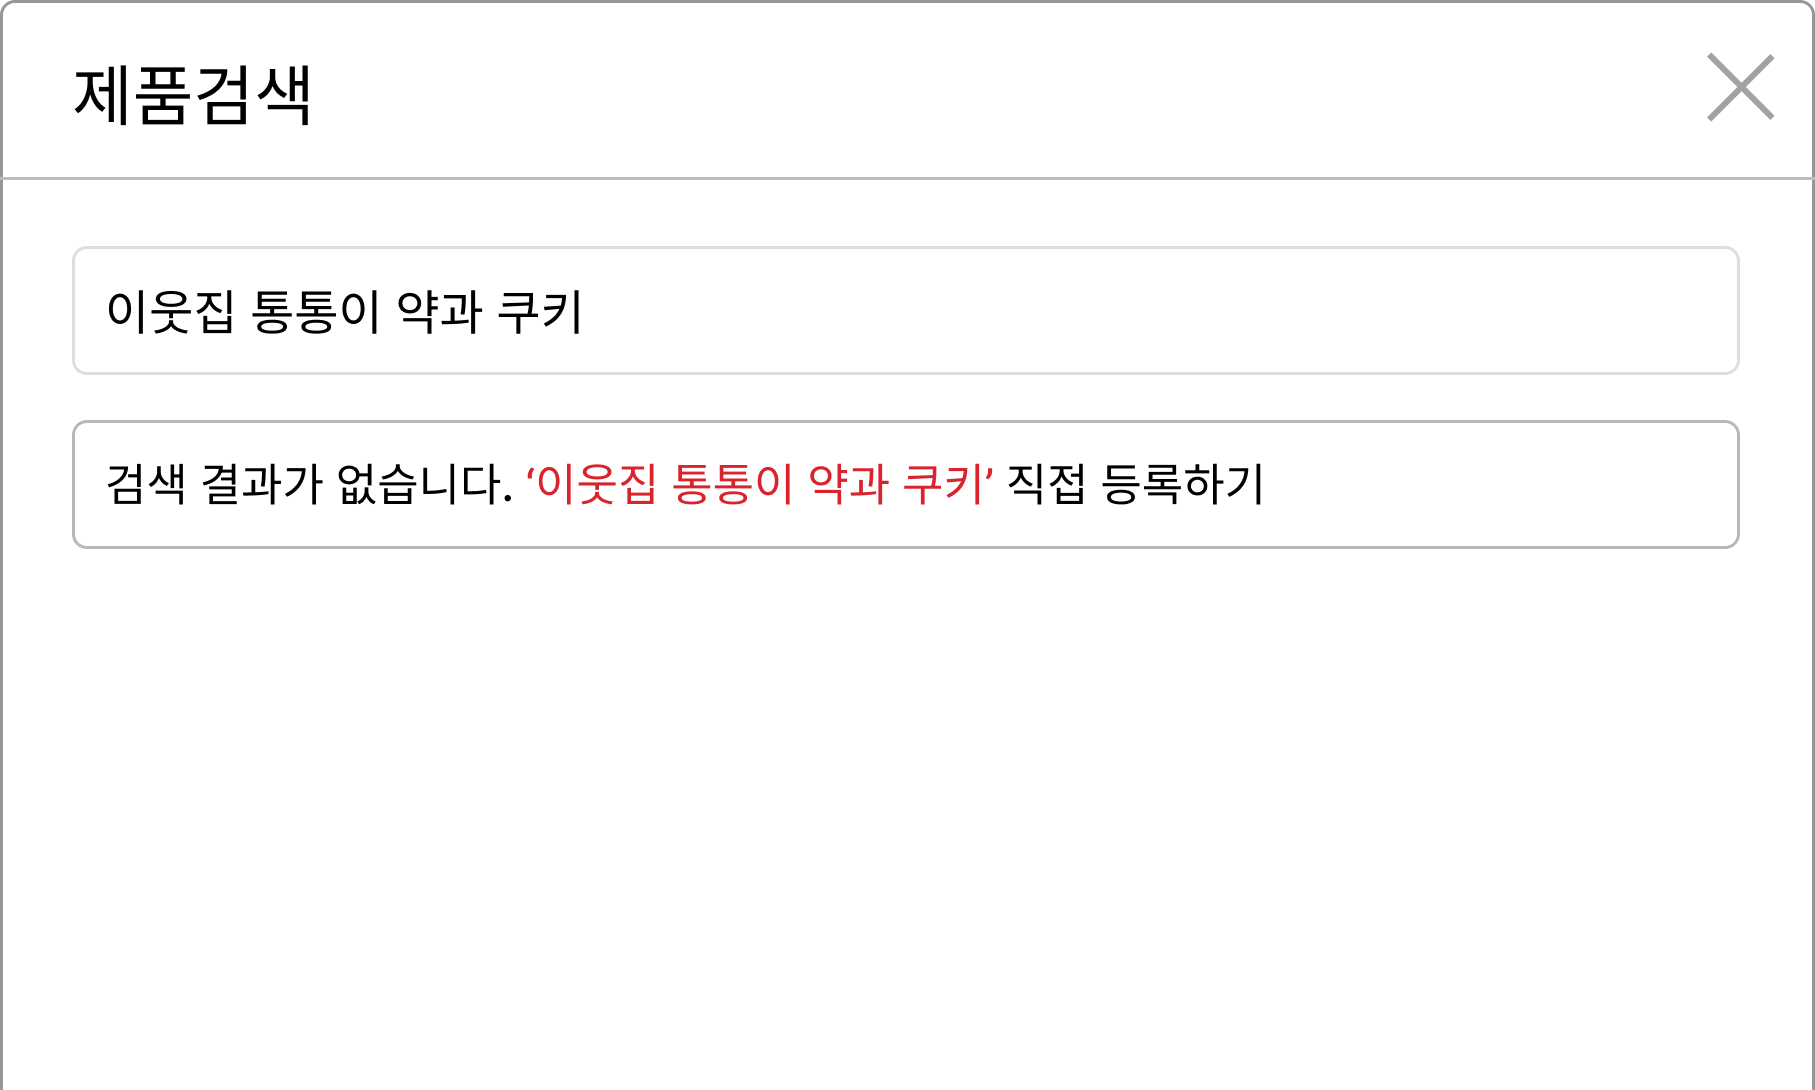 제품검색
이웃집 통통이 약과 쿠키
검색 결과가 없습니다. ‘이웃집 통통이 약과 쿠키’ 직접 등록하기